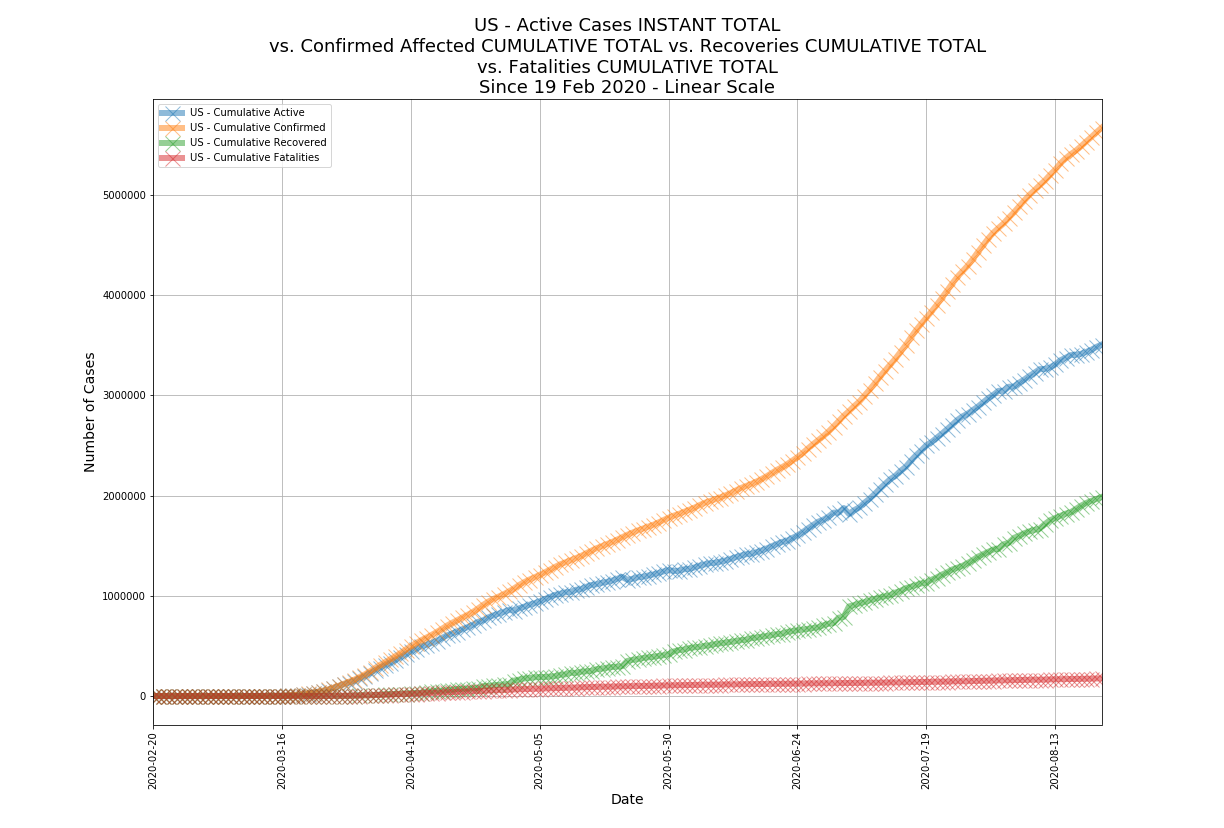 US - Active Cases INSTANT TOTAL
vs. Confirmed Affected CUMULATIVE TOTAL vs. Recoveries CUMULATIVE TOTAL
vs. Fatalities CUMULATIVE TOTAL
Since 19 Feb 2020 - Linear Scale
US - Cumulative Active
US - Cumulative Confirmed
US - Cumulative Recovered
US - Cumulative Fatalities
Number of Cases
5000000
4000000
3000000
2000000
1000000
0
2020-02-20
2020-03-16
2020-04-10
2020-05-05
2020-05-30
2020-06-24
2020-07-19
2020-08-13
Date